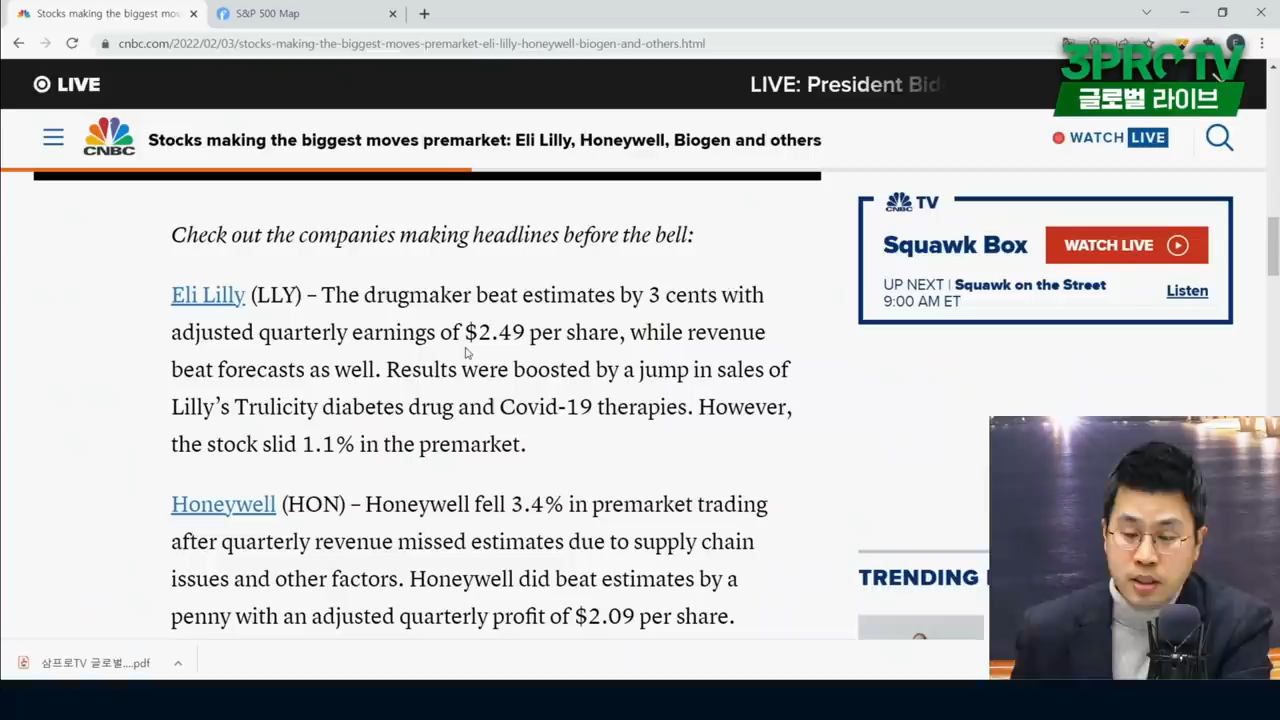 Stocks making the biggest mov
S&P 500 Map
cnbc.com/2022/02/03/stocks-making-the-biggest-moves-premarket-eli-lilly-honeywell-biogen-and-others.html
3PROTV
글로벌 라이브
LIVE
LIVE: President Bid
CNBC
Stocks making the biggest moves premarket: Eli Lilly, Honeywell, Biogen and others
WATCH LIVE
Check out the companies making headlines before the bell:
Eli Lilly (LLY) – The drugmaker beat estimates by 3 cents with
adjusted quarterly earnings of $2.49 per share, while revenue
beat forecasts as well. Results were boosted by a jump in sales of
Lilly's Trulicity diabetes drug and Covid-19 therapies. However,
the stock slid 1.1% in the premarket.
Honeywell (HON) – Honeywell fell 3.4% in premarket trading
after quarterly revenue missed estimates due to supply chain
issues and other factors. Honeywell did beat estimates by a
penny with an adjusted quarterly profit of $2.09 per share.
CNBC TV
Squawk Box
WATCH LIVE
UP NEXT | Squawk on the Street
9:00 AM ET
Listen
TRENDING
삼프로TV 글로벌....pdf